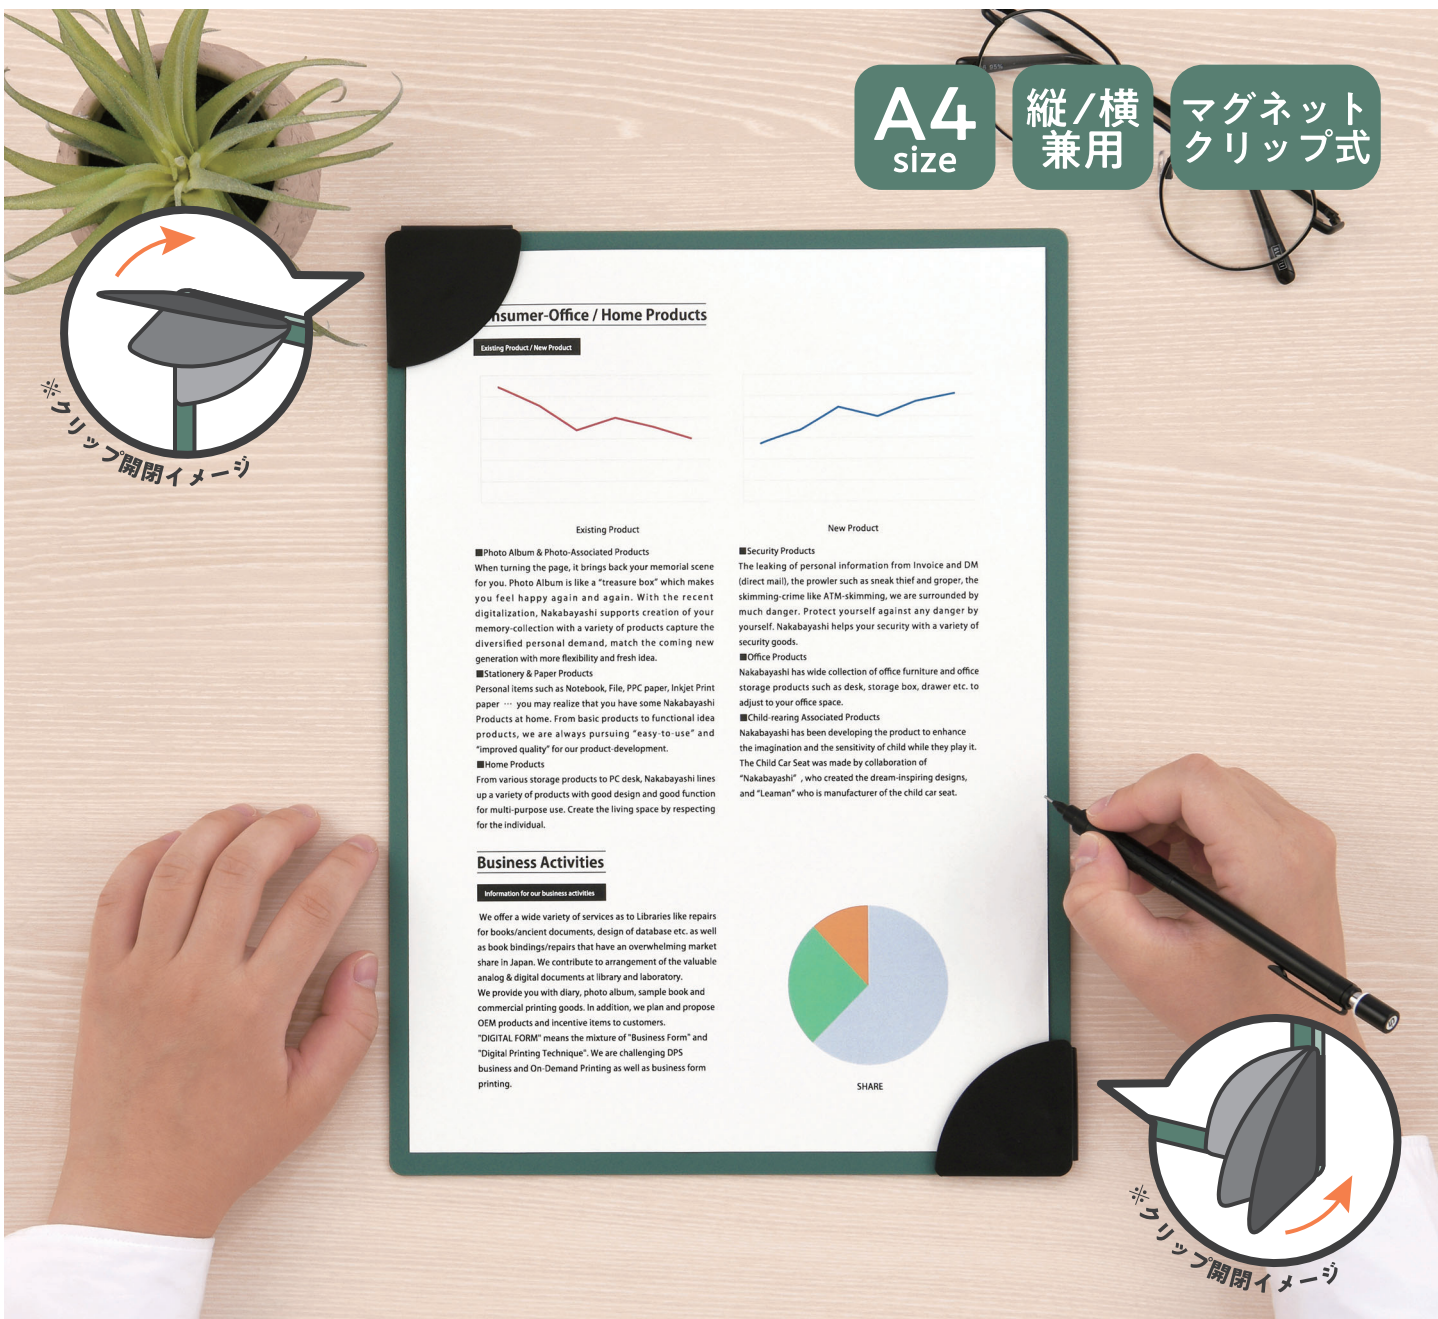 A4
size
縦/横
兼用
マグネット
クリップ式
※クリップ開閉イメージ
nsumer-Office / Home Products
Existing Product / New Product
Existing Product
New Product
■Photo Album & Photo-Associated Products
When turning the page, it brings back your memorial scene
for you. Photo Album is like a "treasure box" which makes
you feel happy again and again. With the recent
digitalization, Nakabayashi supports creation of your
memory-collection with a variety of products capture the
diversified personal demand, match the coming new
generation with more flexibility and fresh idea.
■Stationery & Paper Products
Personal items such as Notebook, File, PPC paper, Inkjet Print
paper … you may realize that you have some Nakabayashi
Products at home. From basic products to functional idea
products, we are always pursuing "easy-to-use" and
"improved quality" for our product-development.
■Home Products
From various storage products to PC desk, Nakabayashi lines
up a variety of products with good design and good function
for multi-purpose use. Create the living space by respecting
for the individual.
■Security Products
The leaking of personal information from Invoice and DM
(direct mail), the prowler such as sneak thief and groper, the
skimming-crime like ATM-skimming, we are surrounded by
much danger. Protect yourself against any danger by
yourself. Nakabayashi helps your security with a variety of
security goods.
■Office Products
Nakabayashi has wide collection of office furniture and office
storage products such as desk, storage box, drawer etc. to
adjust to your office space.
■Child-rearing Associated Products
Nakabayashi has been developing the product to enhance
the imagination and the sensitivity of child while they play it.
The Child Car Seat was made by collaboration of
"Nakabayashi" , who created the dream-inspiring designs,
and "Leaman" who is manufacturer of the child car seat.
Business Activities
Information for our business activities
We offer a wide variety of services as to Libraries like repairs
for books/ancient documents, design of database etc. as well
as book bindings/repairs that have an overwhelming market
share in Japan. We contribute to arrangement of the valuable
analog & digital documents at library and laboratory.
We provide you with diary, photo album, sample book and
commercial printing goods. In addition, we plan and propose
OEM products and incentive items to customers.
"DIGITAL FORM" means the mixture of "Business Form" and
"Digital Printing Technique". We are challenging DPS
business and On-Demand Printing as well as business form
printing.
SHARE
※クリップ開閉イメージ